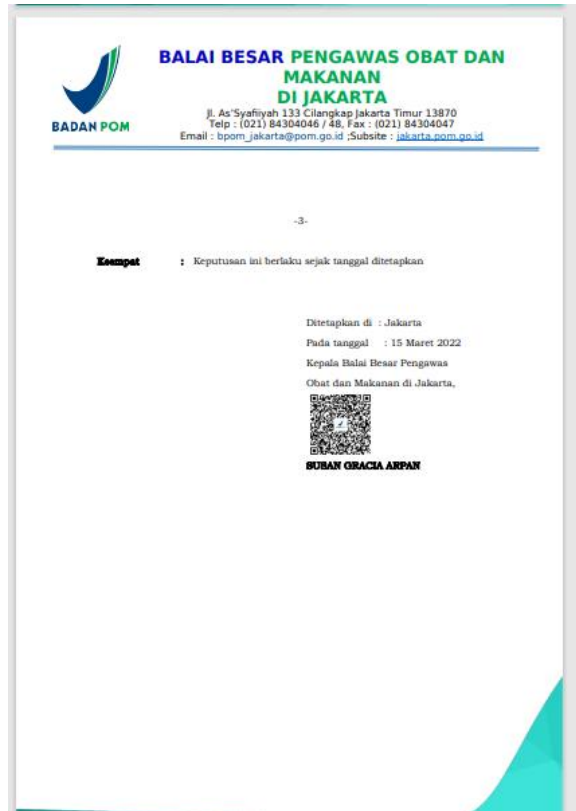 BADAN POM
BALAI BESAR PENGAWAS OBAT DAN
MAKANAN
DI JAKARTA
Jl. As'Syafiiyah 133 Cilangkap Jakarta Timur 13870
Telp : (021) 84304046 / 48, Fax : (021) 84304047
Email : bpom_jakarta@pom.go.id ;Subsite : jakarta.pom.go.id
-3-
Keempat : Keputusan ini berlaku sejak tanggal ditetapkan
Ditetapkan di : Jakarta
Pada tanggal : 15 Maret 2022
Kepala Balai Besar Pengawas
Obat dan Makanan di Jakarta,
SUSAN GRACIA ARPAN